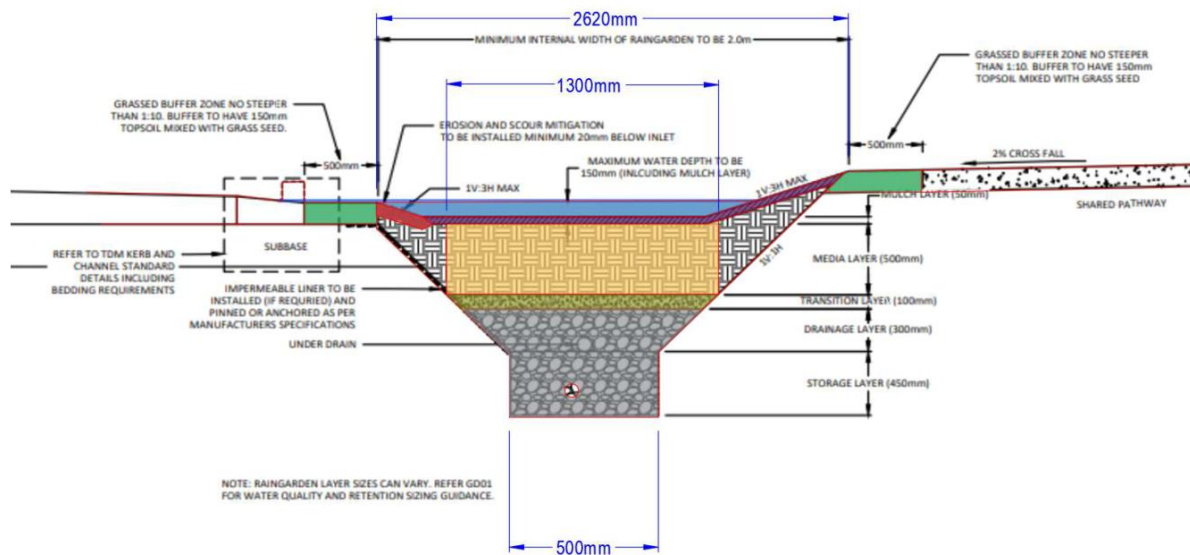 2620mm
MINIMUM INTERNAL WIDTH OF RAINGARDEN TO BE 2.0m
GRASSED BUFFER ZONE NO STEEPER
THAN 1:10. BUFFER TO HAVE 150mm
TOPSOIL MIXED WITH GRASS SEED
1300mm
GRASSED BUFFER ZONE NO STEEPER
THAN 1:10. BUFFER TO HAVE 150mm
TOPSOIL MIXED WITH GRASS SEED.
EROSION AND SCOUR MITIGATION
TO BE INSTALLED MINIMUM 20mm BELOW INLET
500mm
500mm
2% CROSS FALL
MAXIMUM WATER DEPTH TO BE
150mm (INLCUDING MULCH LAYER)
1V:3H MAX
1V:3H MAX
MULCH LAYER (50mm)
SHARED PATHWAY
SUBBASE
REFER TO TDM KERB AND
CHANNEL STANDARD
DETAILS INCLUDING
BEDDING REQUIREMENTS
1V:1H
MEDIA LAYER (500mm)
IMPERMEABLE LINER TO BE
INSTALLED (IF REQURIED) AND
PINNED OR ANCHORED AS PER
MANUFACTURERS SPECIFICATIONS
TRANSITION LAYER (100mm)
DRAINAGE LAYER (300mm)
UNDER DRAIN
STORAGE LAYER (450mm)
NOTE: RAINGARDEN LAYER SIZES CAN VARY. REFER GD01
FOR WATER QUALITY AND RETENTION SIZING GUIDANCE.
500mm